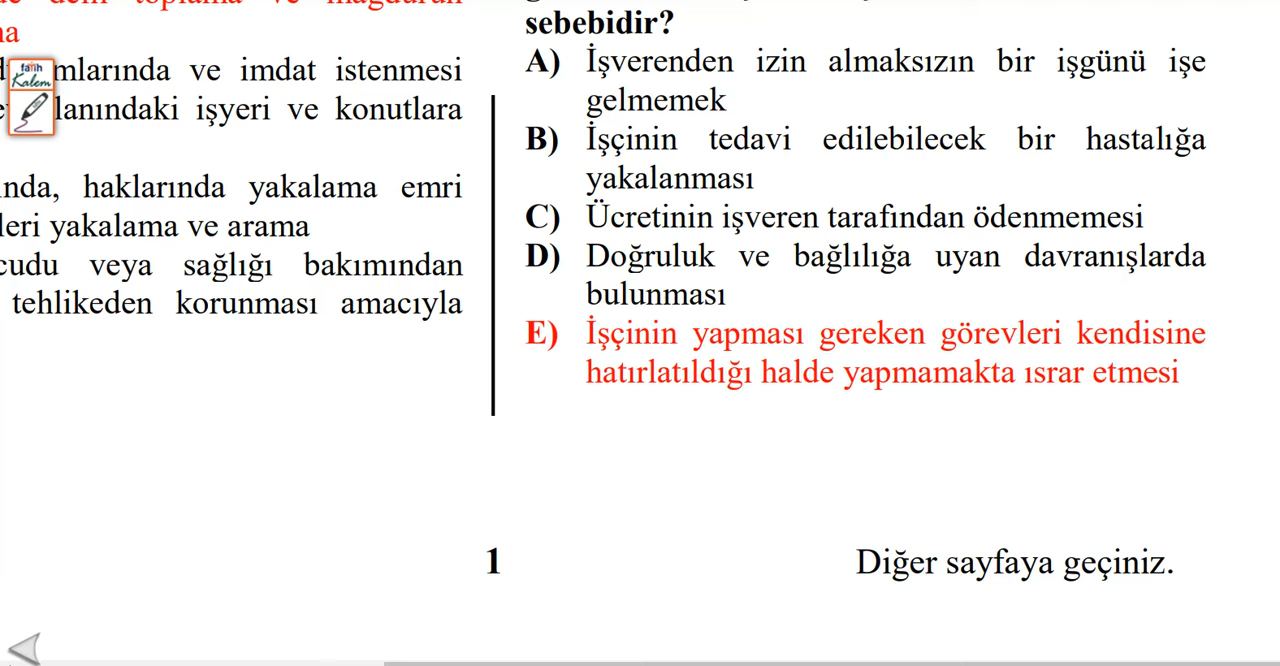 mlarında ve imdat istenmesi
lanındaki işyeri ve konutlara
nda, haklarında yakalama emri
leri yakalama ve arama
cudu veya sağlığı bakımından
tehlikeden korunması amacıyla
fatih
Kalem
sebebidir?
A) İşverenden izin almaksızın bir işgünü işe
gelmemek
B) İşçinin tedavi edilebilecek bir hastalığa
yakalanması
C) Ücretinin işveren tarafından ödenmemesi
D) Doğruluk ve bağlılığa uyan davranışlarda
bulunması
E) İşçinin yapması gereken görevleri kendisine
hatırlatıldığı halde yapmamakta ısrar etmesi
1
Diğer sayfaya geçiniz.